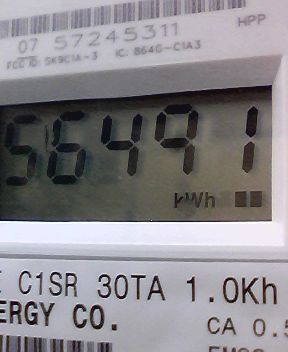 HPP
07 57245311
FCC ID: SK9C1A-3 IC: 864G-C1A3
56491
kWh
C1SR 30TA 1.0Kh
ERGY CO.
CA 0.5